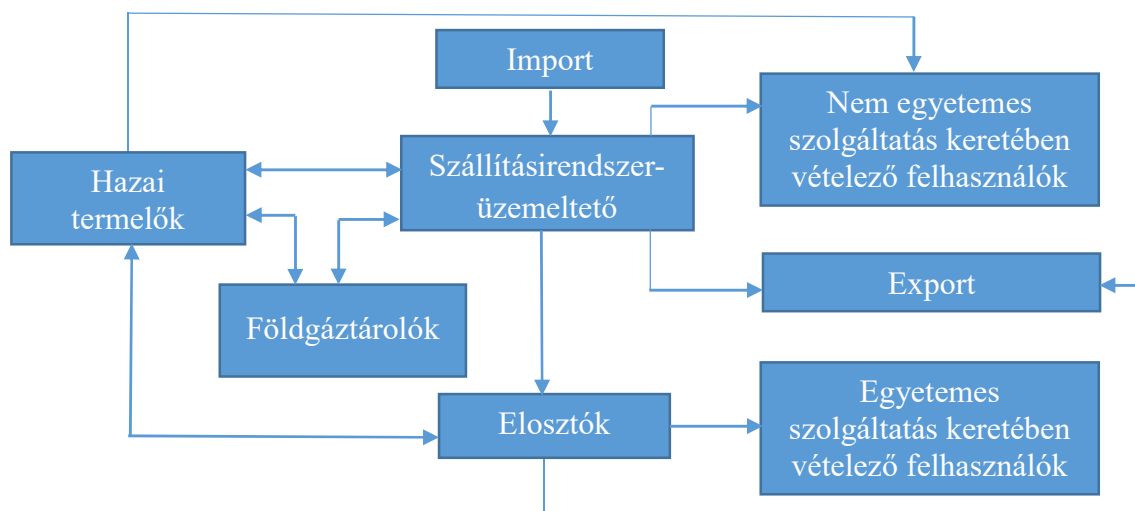 Import
Nem egyetemes
szolgáltatás keretében
vételező felhasználók
Hazai
termelők
Szállításirendszer-
üzemeltető
Export
Földgáztárolók
Elosztók
Egyetemes
szolgáltatás keretében
vételező felhasználók